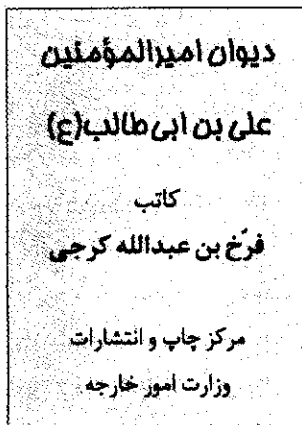 دیوان امیرالمؤمنین
علی بن ابی طالب(ع)
کاتب
فرّخ بن عبدالله کرجی
مرکز چاپ و انتشارات
وزارت امور خارجه